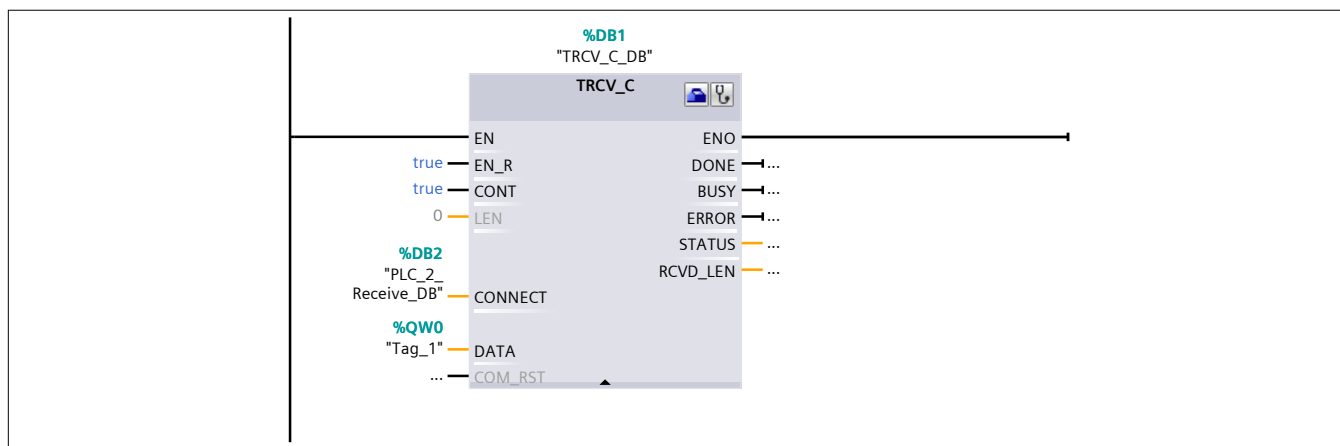 %DB1
"TRCV_C_DB"
TRCV_C
EN
ENO
true
EN_R
DONE
...
true
CONT
BUSY
...
0
LEN
ERROR
...
STATUS
...
%DB2
"PLC_2_
Receive_DB"
CONNECT
RCVD_LEN
...
%QW0
"Tag_1"
DATA
...
COM_RST